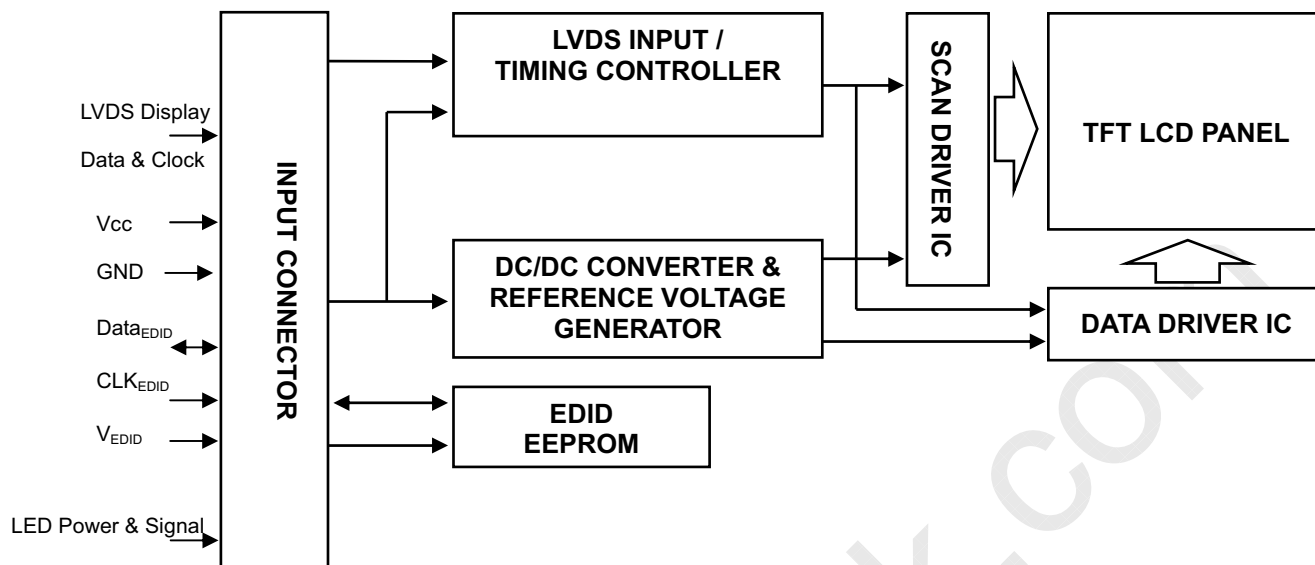 LVDS INPUT /
TIMING CONTROLLER
SCAN DRIVER IC
TFT LCD PANEL
LVDS Display
Data & Clock
INPUT CONNECTOR
Vcc
GND
DC/DC CONVERTER &
REFERENCE VOLTAGE
GENERATOR
DATA DRIVER IC
DataEDID
CLKEDID
VEDID
EDID
EEPROM
LED Power & Signal
k.com